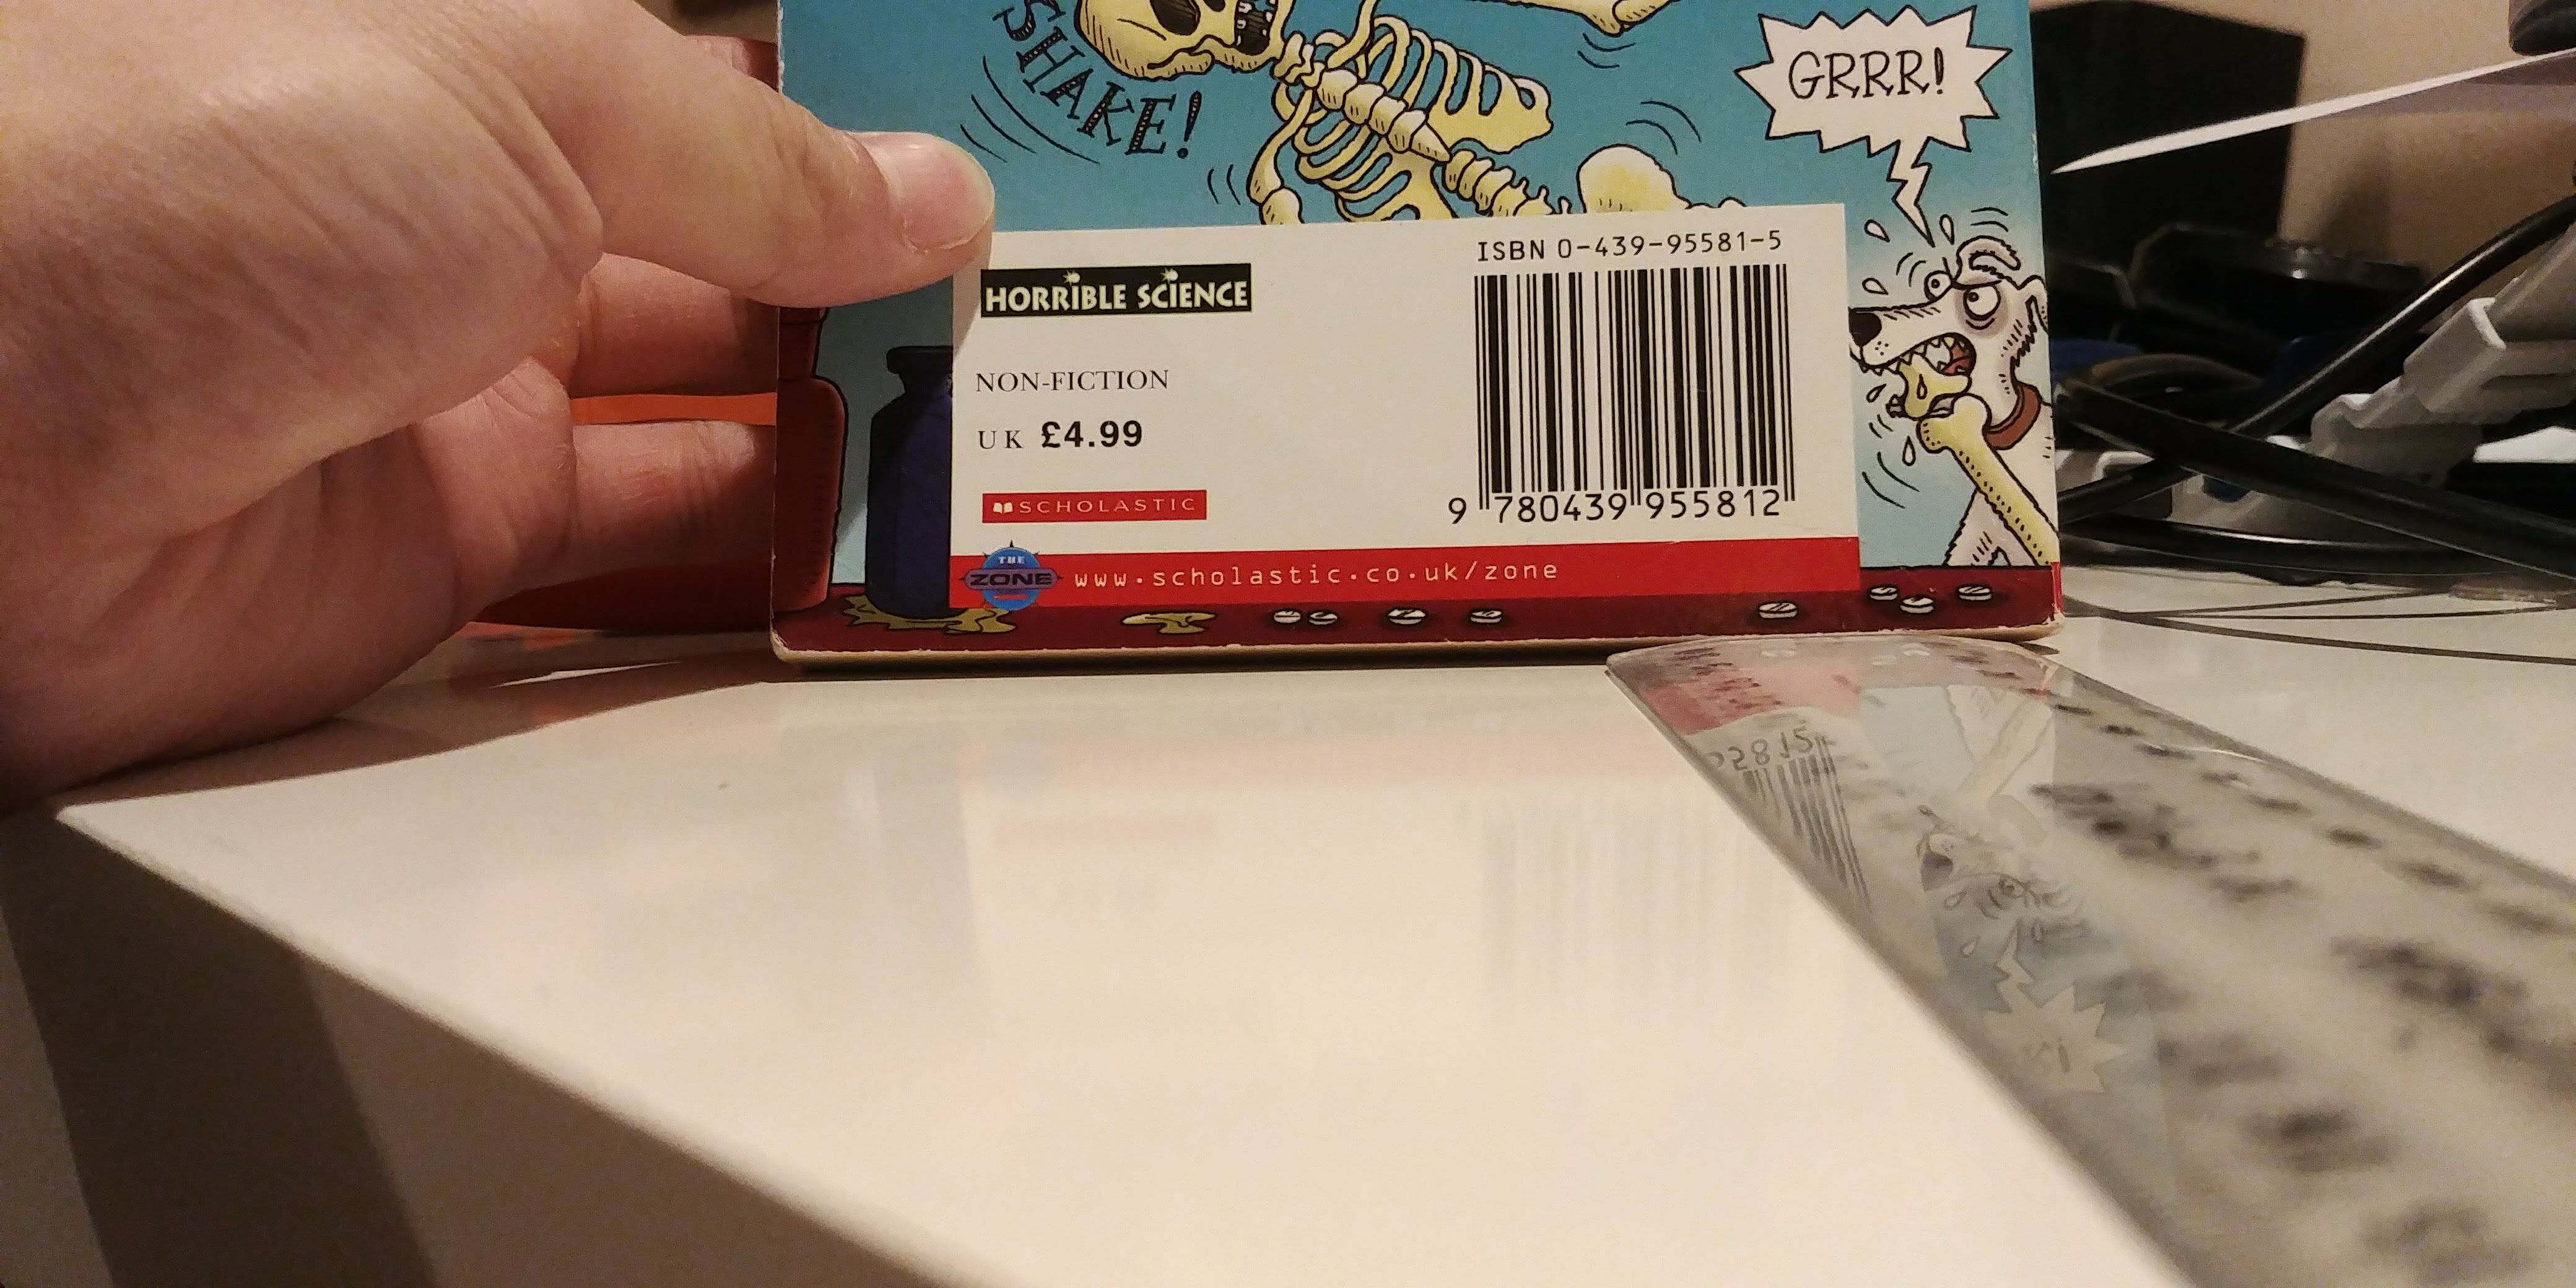 SHAKE!
GRRR!
ISBN 0-439-95581-5
HORRIBLE SCIENCE
NON-FICTION
UK £4.99
SCHOLASTIC
9 780439 955812
THE
ZONE
www.scholastic.co.uk/zone